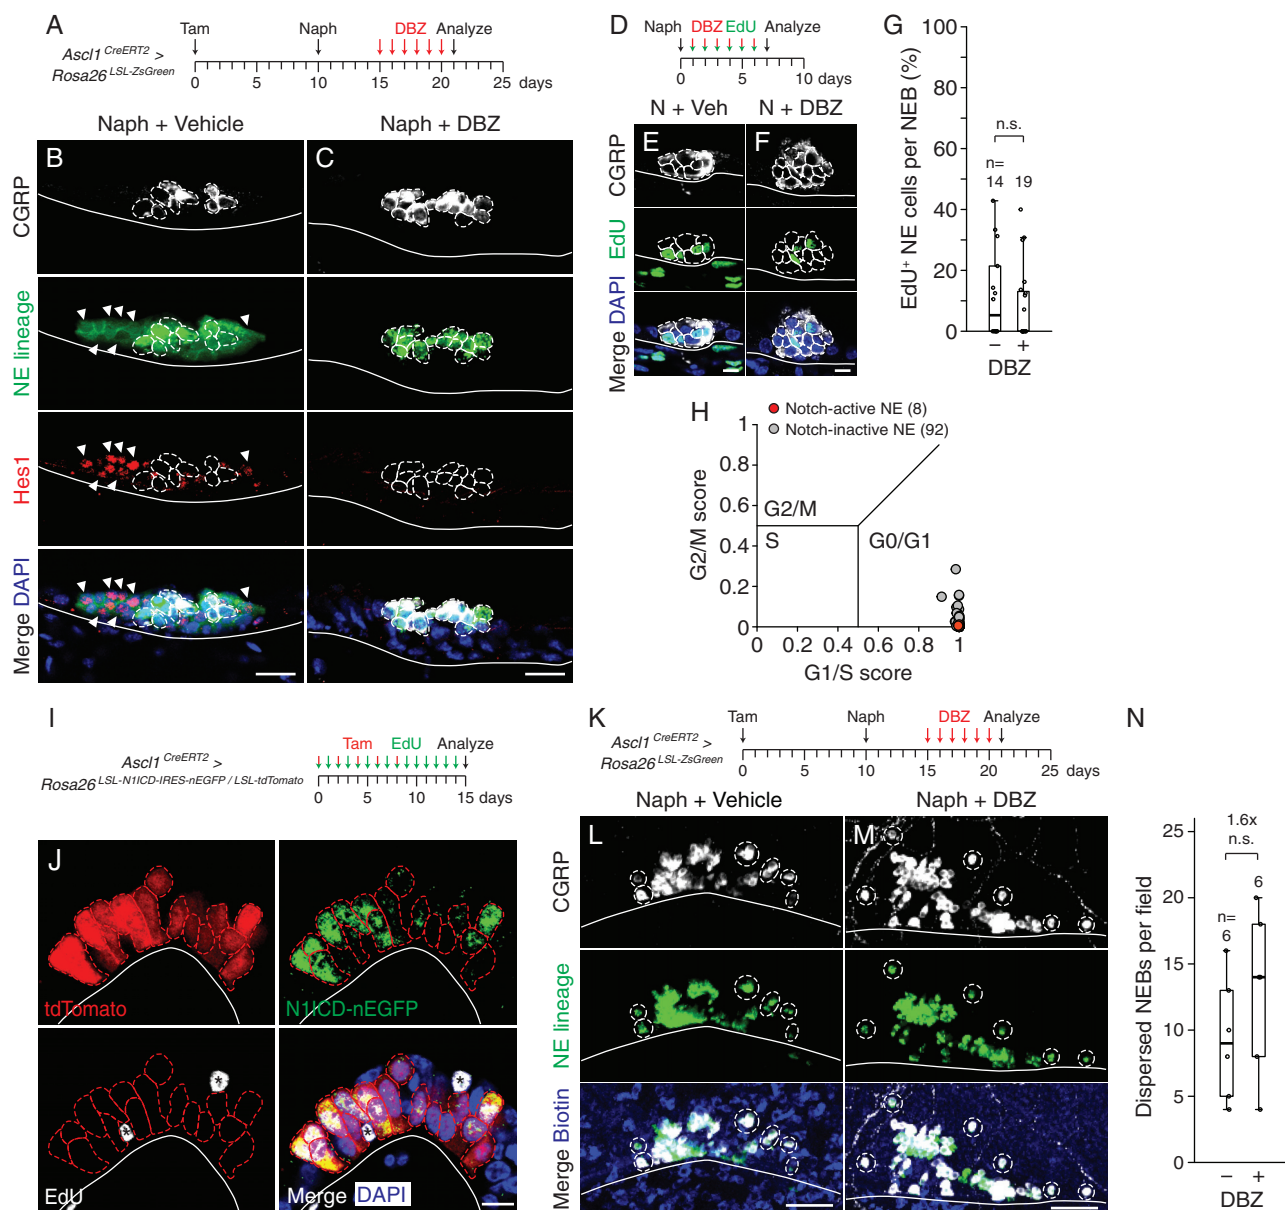 A
Tam
Naph
DBZ
Analyze
Ascl1 CreERT2 >
Rosa26 LSL-ZsGreen
0 5 10 15 20 25 days
Naph + Vehicle
Naph + DBZ
B
C
CGRP
NE lineage
Hes1
Merge DAPI
D
Naph
DBZ
EdU
Analyze
0 5 10 days
N + Veh
N + DBZ
E
F
CGRP
EdU
Merge DAPI
G
EdU+ NE cells per NEB (%)
100
80
60
40
20
0
n.s.
n=
14 19
− +
DBZ
H
Notch-active NE (8)
Notch-inactive NE (92)
G2/M score
1
0.8
0.6
0.4
0.2
0
G2/M
S
G0/G1
0 0.2 0.4 0.6 0.8 1
G1/S score
I
Tam
EdU
Analyze
Ascl1 CreERT2 >
Rosa26 LSL-N1ICD-IRES-nEGFP / LSL-tdTomato
0 5 10 15 days
J
tdTomato
N1ICD-nEGFP
EdU
*
*
Merge DAPI
*
*
K
Tam
Naph
DBZ
Analyze
Ascl1 CreERT2 >
Rosa26 LSL-ZsGreen
0 5 10 15 20 25 days
Naph + Vehicle
Naph + DBZ
L
M
CGRP
NE lineage
Merge Biotin
N
Dispersed NEBs per field
25
20
15
10
5
0
1.6x
n.s.
n=
6
6
− +
DBZ